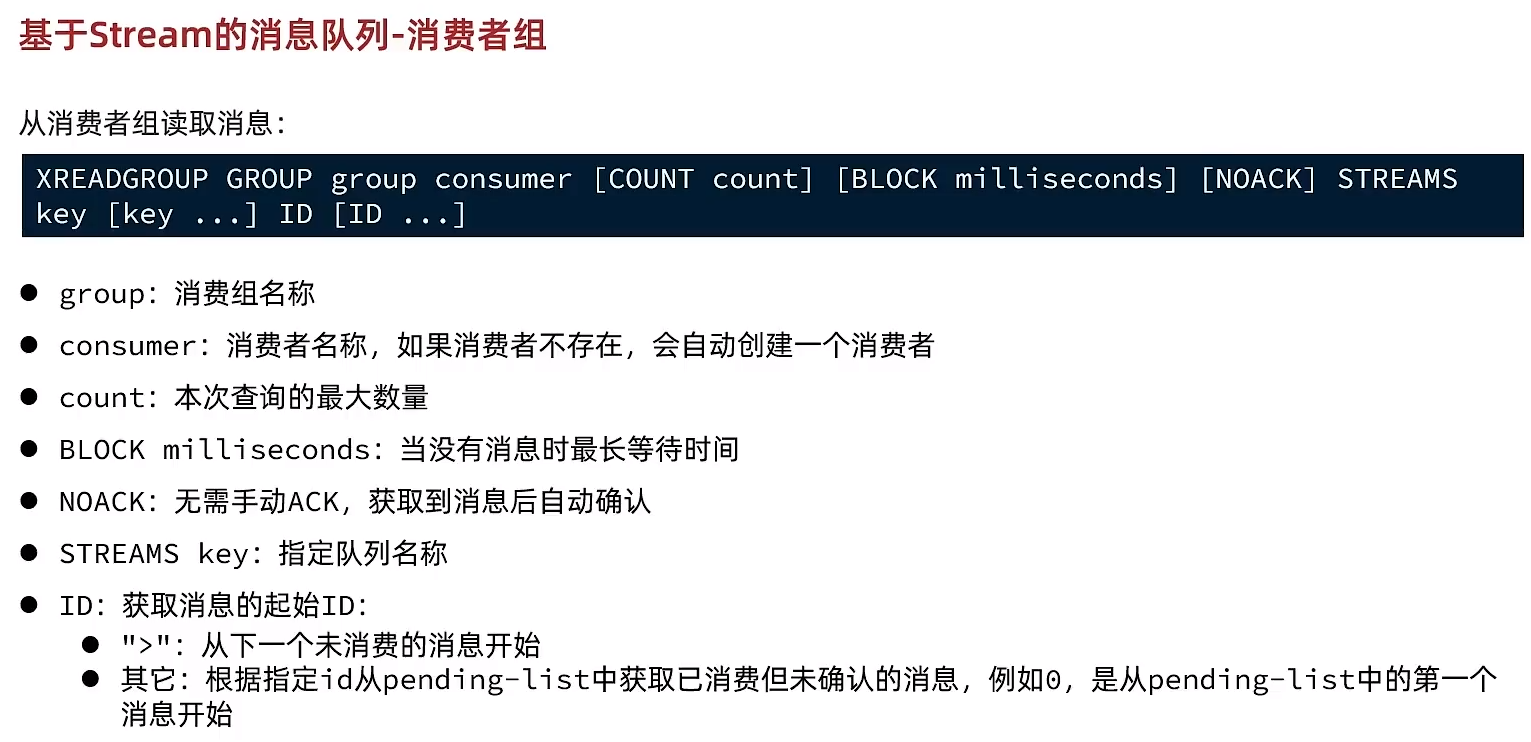 基于Stream的消息队列-消费者组
从消费者组读取消息：
XREADGROUP GROUP group consumer [COUNT count] [BLOCK milliseconds] [NOACK] STREAMS
key [key ...] ID [ID ...]
● group：消费组名称
● consumer：消费者名称，如果消费者不存在，会自动创建一个消费者
● count：本次查询的最大数量
● BLOCK milliseconds：当没有消息时最长等待时间
● NOACK：无需手动ACK，获取到消息后自动确认
● STREAMS key：指定队列名称
● ID：获取消息的起始ID：
● ">"：从下一个未消费的消息开始
● 其它：根据指定id从pending-list中获取已消费但未确认的消息，例如0，是从pending-list中的第一个
消息开始